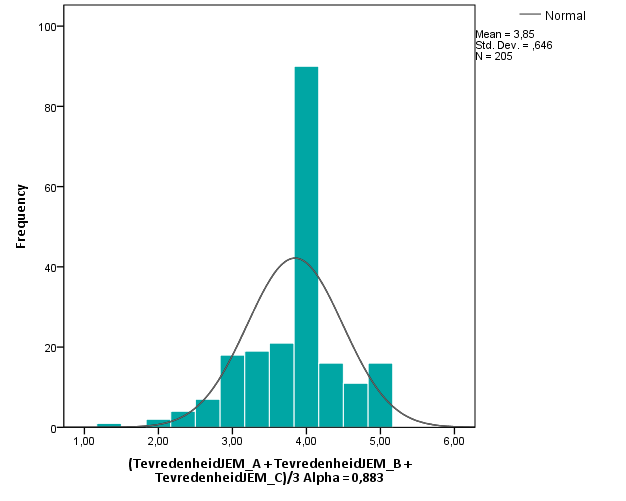 Normal
Mean = 3,85
Std. Dev. = ,646
N = 205
100
80
60
40
20
0
Frequency
1,00 2,00 3,00 4,00 5,00 6,00
(TevredenheidJEM_A + TevredenheidJEM_B +
TevredenheidJEM_C)/3 Alpha = 0,883